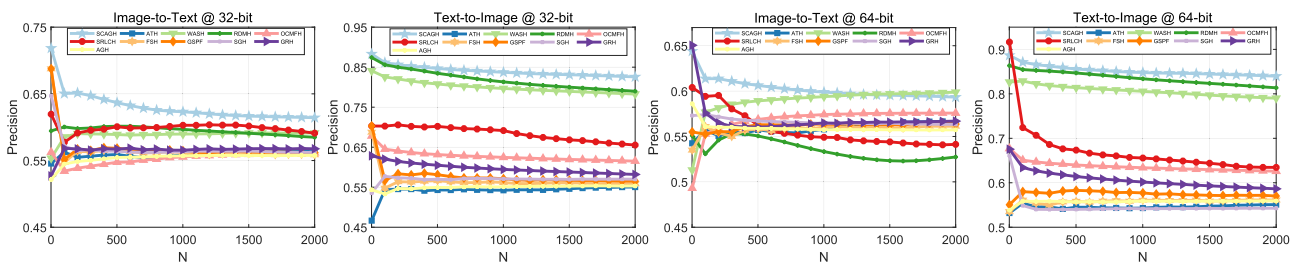 Image-to-Text @ 32-bit
Precision
0.75
0.65
0.55
0.45
SCAGH ATH WASH RDMH OCMFH
SRLCH FSH GSPF SGH GRH
AGH
0 500 1000 1500 2000
N
Text-to-Image @ 32-bit
Precision
0.95
0.85
0.75
0.65
0.55
0.45
SCAGH ATH WASH RDMH OCMFH
SRLCH FSH GSPF SGH GRH
AGH
0 500 1000 1500 2000
N
Image-to-Text @ 64-bit
Precision
0.65
0.6
0.55
0.5
0.45
SCAGH ATH WASH RDMH OCMFH
SRLCH FSH GSPF SGH GRH
AGH
0 500 1000 1500 2000
N
Text-to-Image @ 64-bit
Precision
0.9
0.8
0.7
0.6
0.5
SCAGH ATH WASH RDMH OCMFH
SRLCH FSH GSPF SGH GRH
AGH
0 500 1000 1500 2000
N